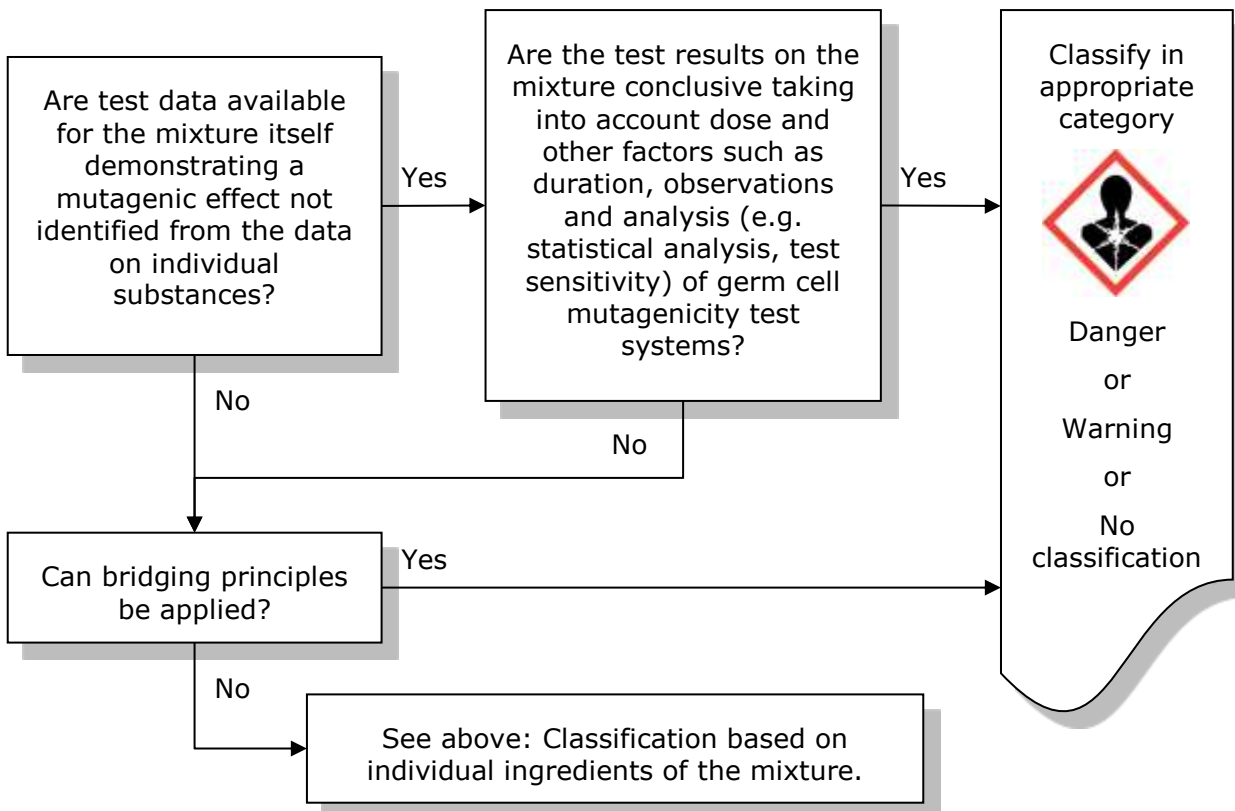 Are test data available
for the mixture itself
demonstrating a
mutagenic effect not
identified from the data
on individual
substances?
Yes
Are the test results on the
mixture conclusive taking
into account dose and
other factors such as
duration, observations
and analysis (e.g.
statistical analysis, test
sensitivity) of germ cell
mutagenicity test
systems?
Yes
Classify in
appropriate
category
Danger
or
Warning
or
No
classification
No
No
Can bridging principles
be applied?
Yes
No
See above: Classification based on
individual ingredients of the mixture.